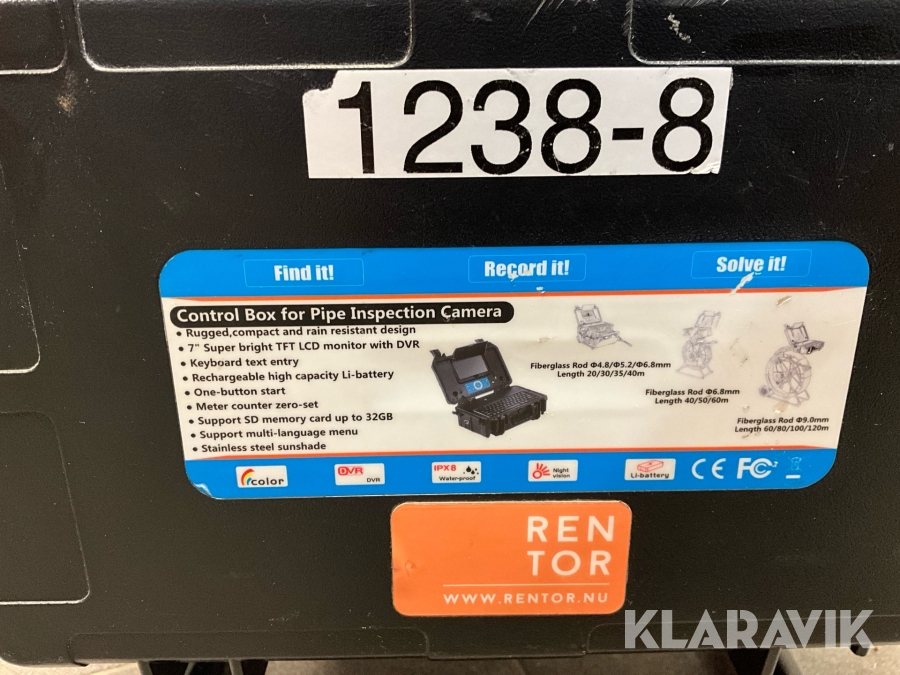 1238-8
Find it!
Record it!
Solve it!
Control Box for Pipe Inspection Camera
• Rugged,compact and rain resistant design
• 7" Super bright TFT LCD monitor with DVR
• Keyboard text entry
• Rechargeable high capacity Li-battery
• One-button start
• Meter counter zero-set
• Support SD memory card up to 32GB
• Support multi-language menu
• Stainless steel sunshade
Fiberglass Rod Φ4.8/Φ5.2/Φ6.8mm
Length 20/30/35/40m
Fiberglass Rod Φ6.8mm
Length 40/50/60m
Fiberglass Rod Φ9.0mm
Length 60/80/100/120m
color
DVR
DVR
IPX8
Water-proof
Night
vision
Li-battery
CE FC
REN
TOR
WWW.RENTOR.NU
KLARAVIK